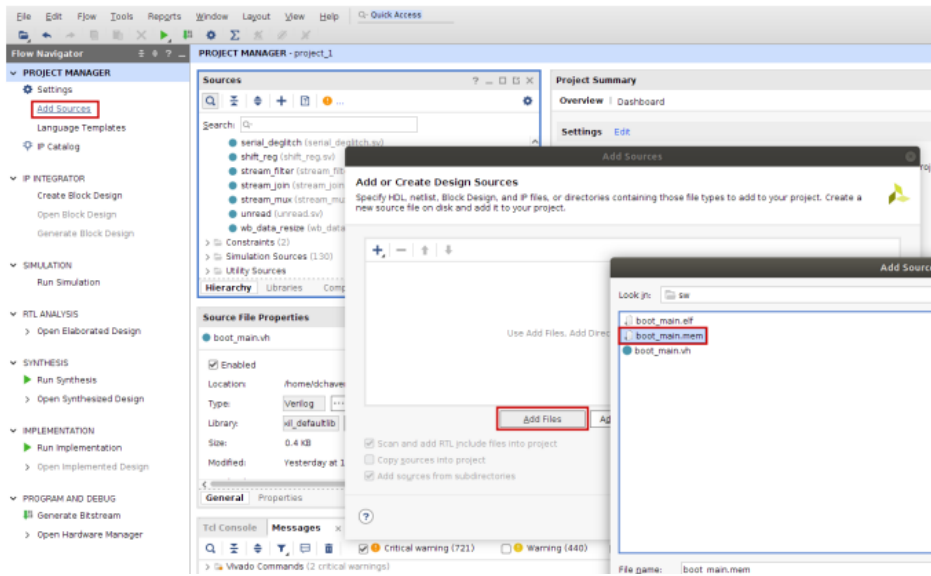 File Edit Flow Tools Reports Window Layout View Help Quick Access
Flow Navigator
PROJECT MANAGER - project_1
PROJECT MANAGER
Settings
Add Sources
Language Templates
IP Catalog
IP INTEGRATOR
Create Block Design
Open Block Design
Generate Block Design
SIMULATION
Run Simulation
RTL ANALYSIS
Open Elaborated Design
SYNTHESIS
Run Synthesis
Open Synthesized Design
IMPLEMENTATION
Run Implementation
Open Implemented Design
PROGRAM AND DEBUG
Generate Bitstream
Open Hardware Manager
Sources
Search:
serial_deglitch (serial_deglitch.sv)
shift_reg (shift_reg.sv)
stream_filter (stream_filt
stream_join (stream_join
stream_mux (stream_mu
unread (unread.sv)
wb_data_resize (wb_data
Constraints (2)
Simulation Sources (130)
Utility Sources
Hierarchy Libraries Comp
Source File Properties
boot_main.vh
Enabled
Location: /home/dchave
Type: Verilog
Library: xil_defaultlib
Size: 0.4 KB
Modified: Yesterday at 1
General Properties
Tcl Console Messages
Critical warning (721) Warning (440)
Vivado Commands (2 critical warnings)
Project Summary
Overview Dashboard
Settings Edit
Add Sources
Add or Create Design Sources
Specify HDL, netlist, Block Design, and IP files, or directories containing those file types to add to your project. Create a
new source file on disk and add it to your project.
Use Add Files, Add Direc
Add Files
Scan and add RTL include files into project
Copy sources into project
Add sources from subdirectories
Add Source
Look in: sw
boot_main.elf
boot_main.mem
boot_main.vh
File name: boot_main.mem